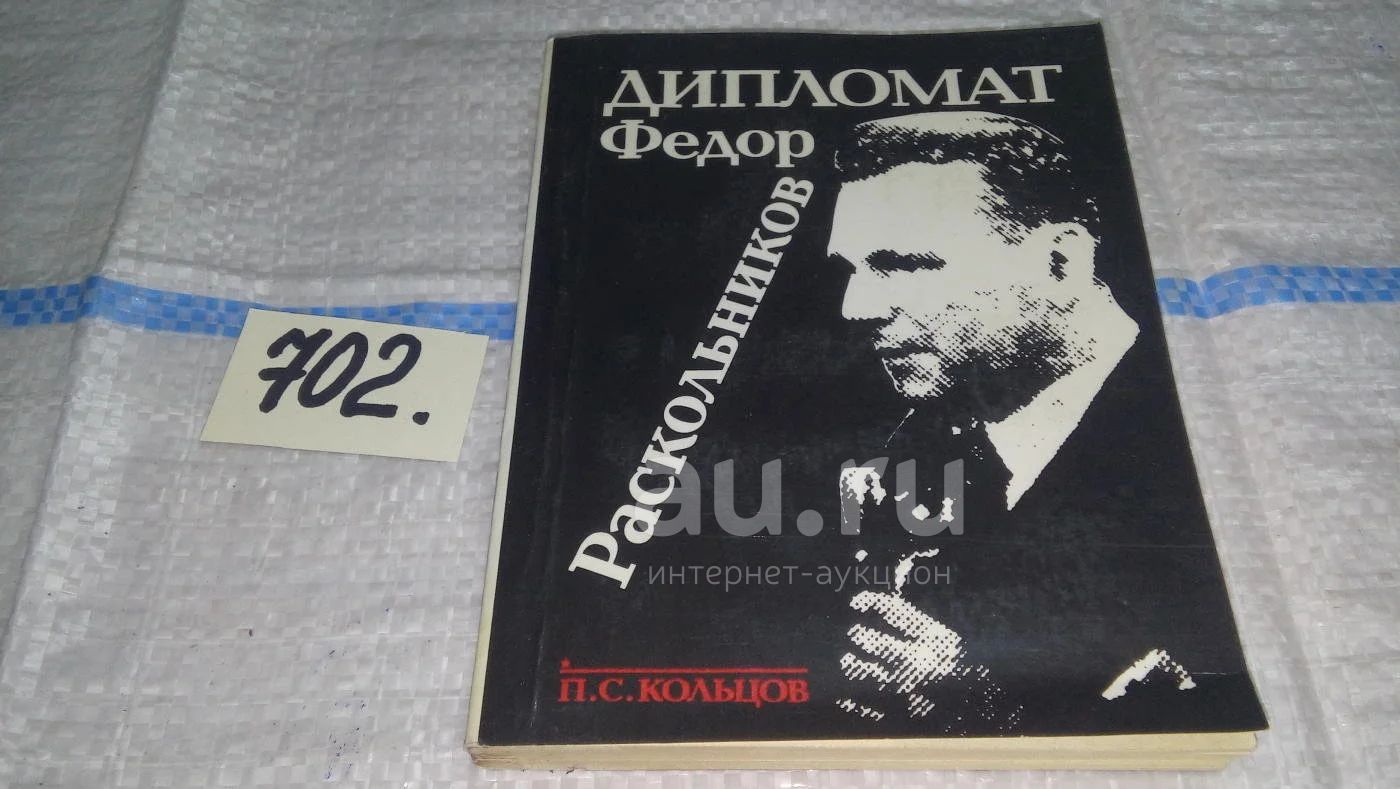 ДИПЛОМАТ
Федор
Раскольников
702.
au.ru
интернет-аукцион
П.С.КОЛЬЦОВ